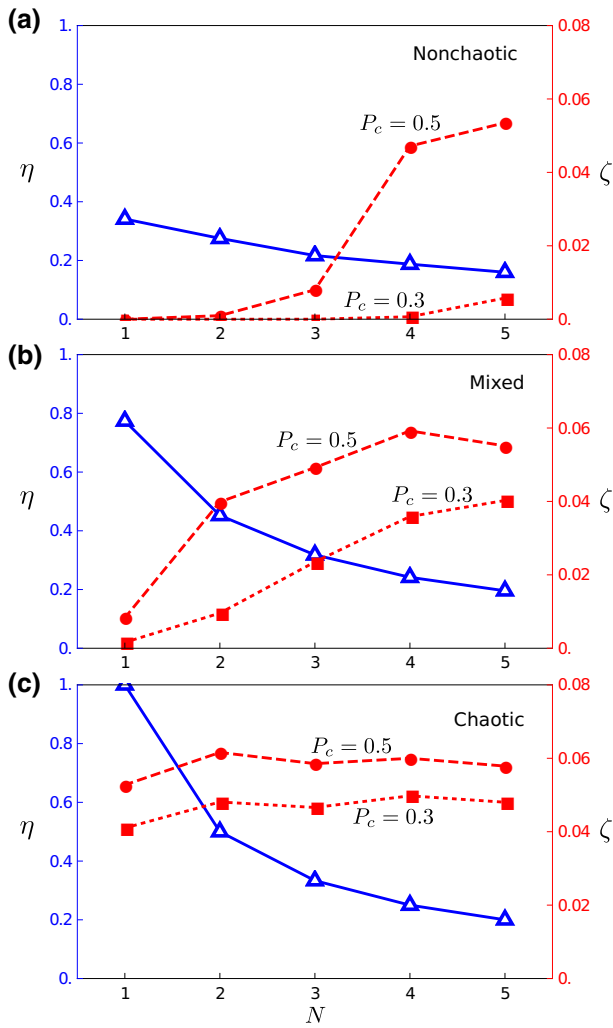 (a)
1. 0.08
Nonchaotic
0.8
P_c = 0.5
0.06
0.6
η 0.04 ζ
0.4
0.02
0.2
P_c = 0.3
0. 0.
1 2 3 4 5
(b)
1. 0.08
Mixed
0.8
P_c = 0.5
0.06
0.6
P_c = 0.3
η 0.04 ζ
0.4
0.02
0.2
0. 0.
1 2 3 4 5
(c)
1. 0.08
Chaotic
0.8
P_c = 0.5
0.06
0.6
η P_c = 0.3 0.04 ζ
0.4
0.02
0.2
0. 0.
1 2 3 4 5
N